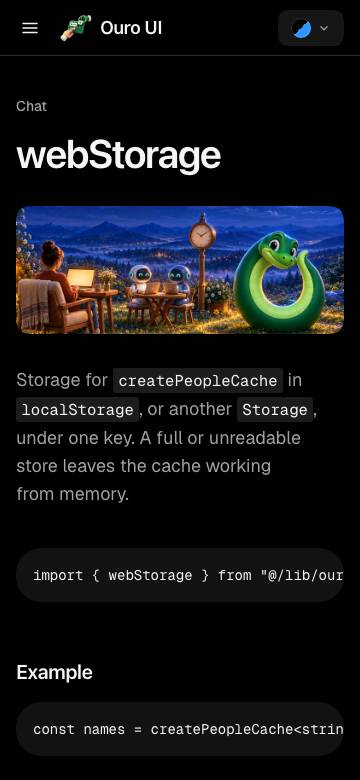 Ouro UI
Chat
webStorage
Storage for createPeopleCache in
localStorage, or another Storage,
under one key. A full or unreadable
store leaves the cache working
from memory.
import { webStorage } from "@/lib/our
Example
const names = createPeopleCache<strin